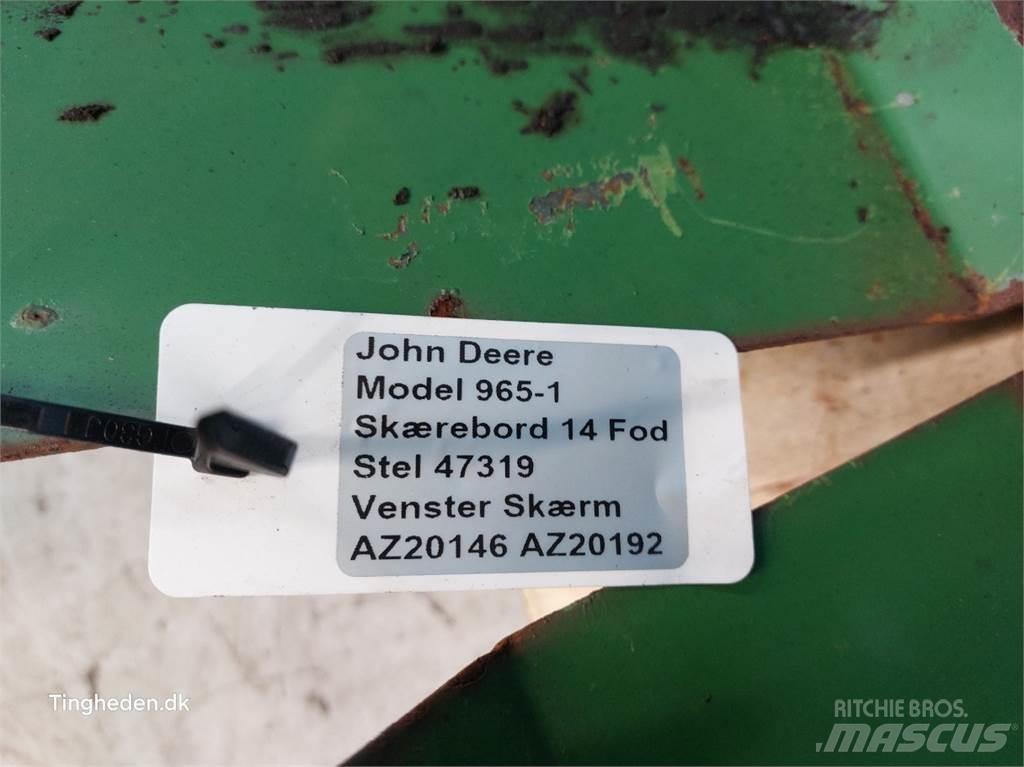 John Deere
Model 965-1
Skærebord 14 Fod
Stel 47319
Venster Skærm
AZ20146 AZ20192
Tingheden.dk
RITCHIE BROS.
MASCUS